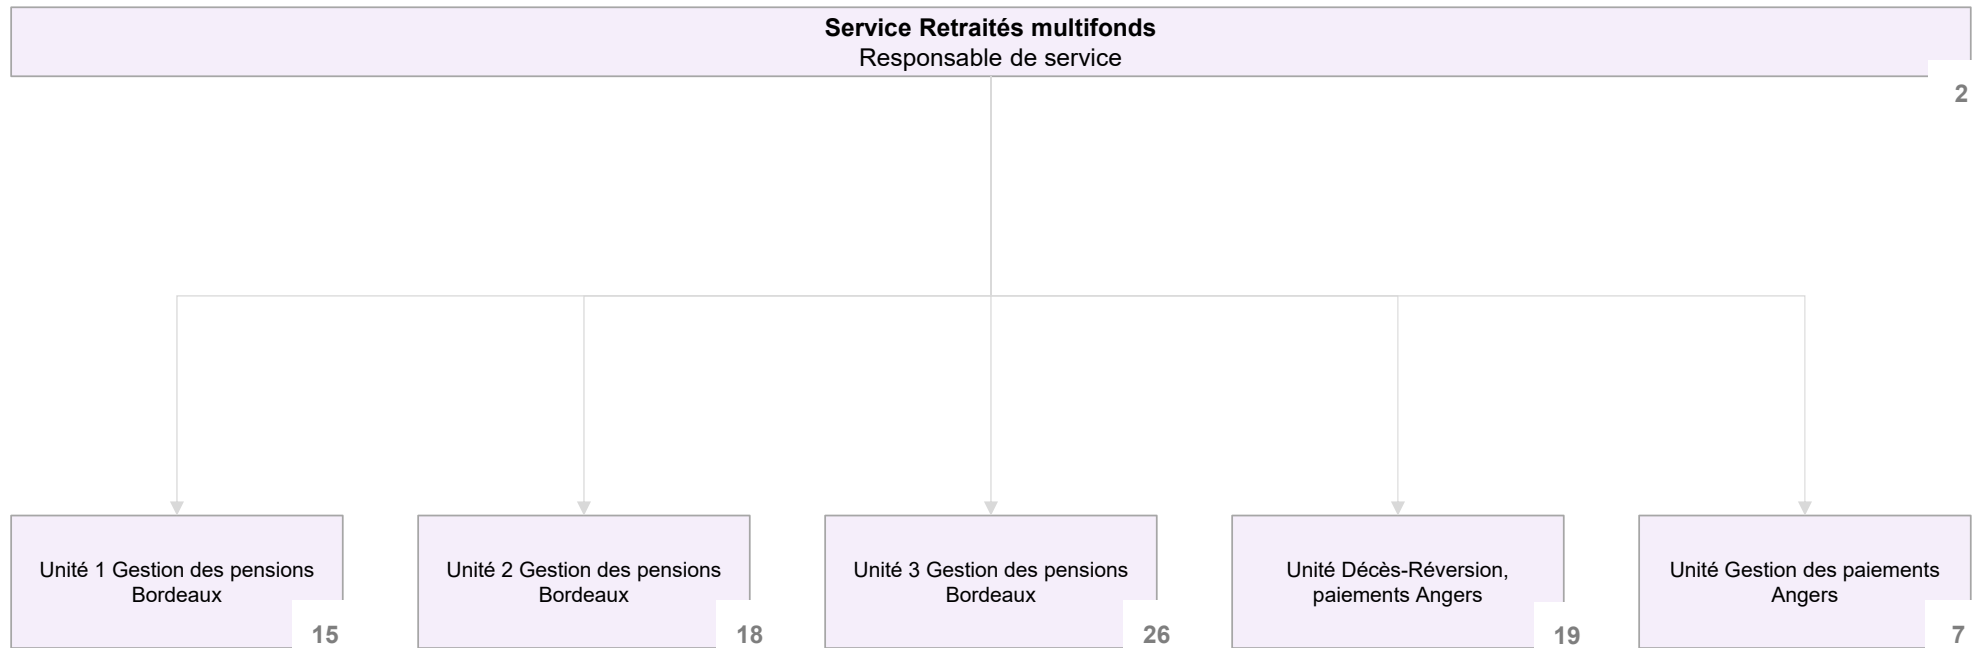 Service Retraités multifonds
Responsable de service
2
Unité 1 Gestion des pensions
Bordeaux
15
Unité 2 Gestion des pensions
Bordeaux
18
Unité 3 Gestion des pensions
Bordeaux
26
Unité Décès-Réversion,
paiements Angers
19
Unité Gestion des paiements
Angers
7